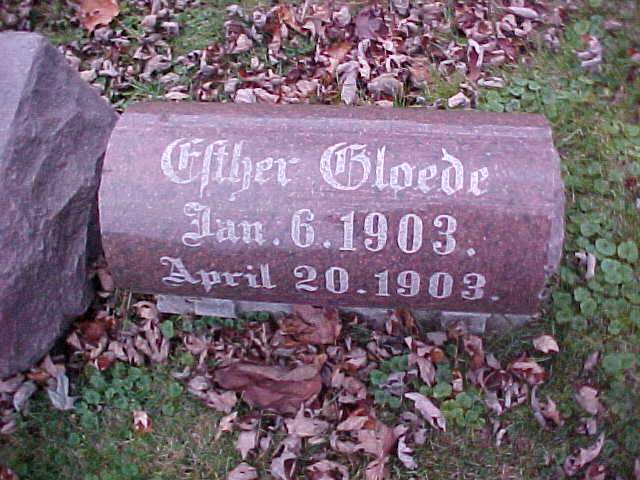 Esther Gloede
Jan. 6. 1903.
April 20. 1903.